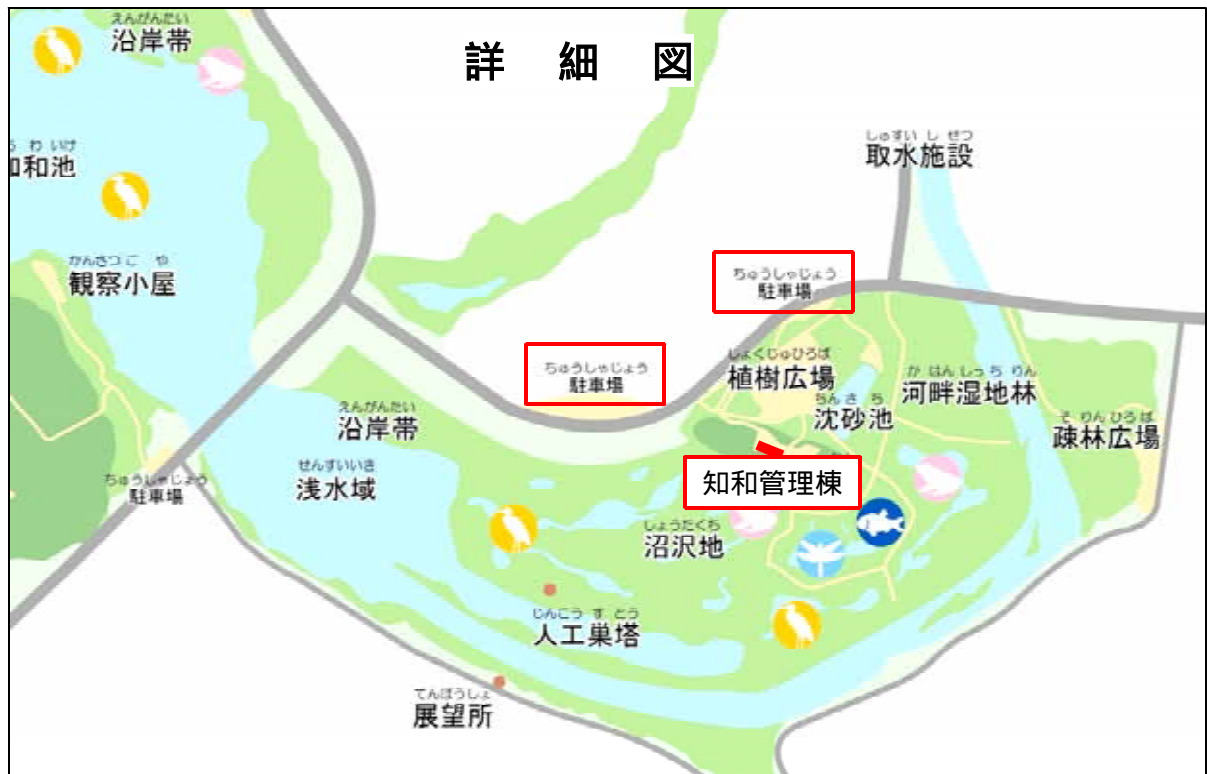 詳細図
えんがんたい
沿岸帯
しゅすい し せつ
取水施設
わ いけ
和池
かんさつ こ や
観察小屋
ちゅうしゃじょう
駐車場
ちゅうしゃじょう
駐車場
しょくじゅひろば
植樹広場
か はん しっ ち りん
河畔湿地林
ちん さ ち
沈砂池
えんがんたい
沿岸帯
そ りん ひろ ば
疎林広場
せんすいいき
浅水域
ちゅうしゃじょう
駐車場
知和管理棟
しょうたくち
沼沢地
じんこう す とう
人工巣塔
てんぼうしょ
展望所